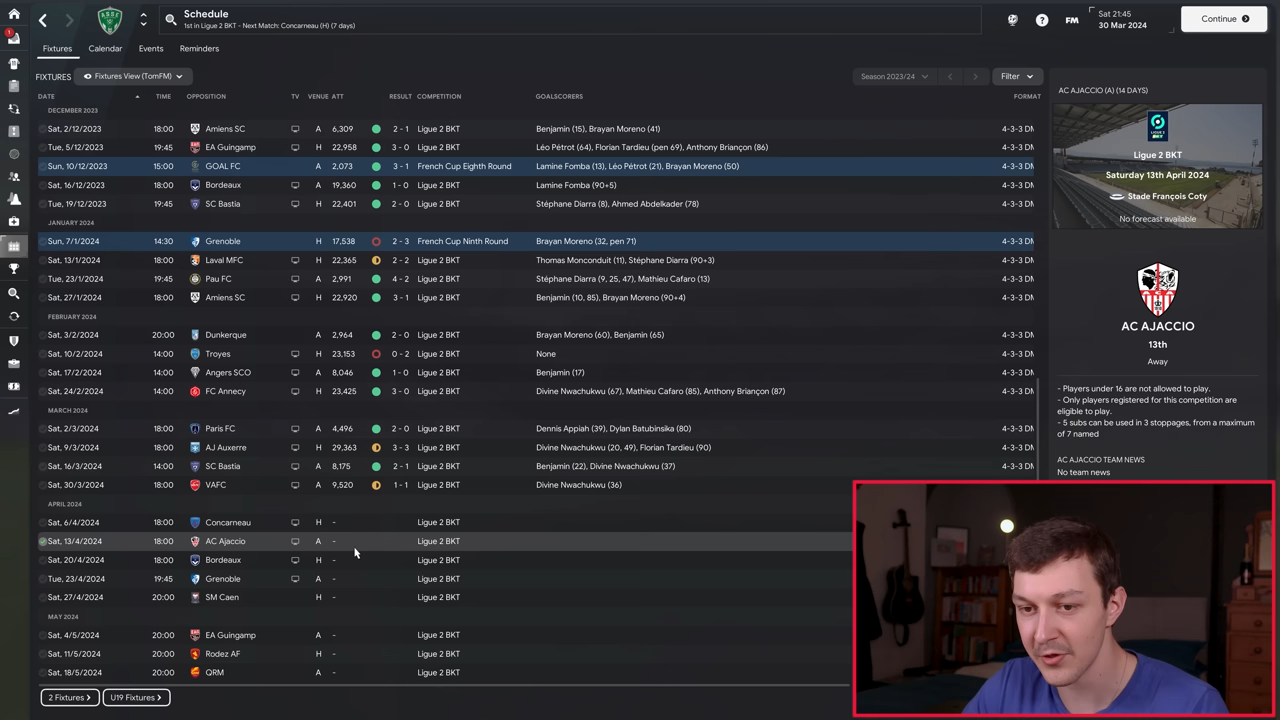 Schedule
1st in Ligue 2 BKT - Next Match: Concarneau (H) (7 days)
FM
Sat 21:45
30 Mar 2024
Continue
1
Fixtures Calendar Events Reminders
FIXTURES Fixtures View (TomFM) Season 2023/24 Filter
DATE TIME OPPOSITION TV VENUE ATT RESULT COMPETITION GOALSCORERS FORMAT
DECEMBER 2023
Sat, 2/12/2023 18:00 Amiens SC A 6,309 2 - 1 Ligue 2 BKT Benjamin (15), Brayan Moreno (41) 4-3-3 DM
Tue, 5/12/2023 19:45 EA Guingamp H 22,958 3 - 0 Ligue 2 BKT Léo Pétrot (64), Florian Tardieu (pen 69), Anthony Briançon (86) 4-3-3 DM
Sun, 10/12/2023 15:00 GOAL FC A 2,073 3 - 1 French Cup Eighth Round Lamine Fomba (13), Léo Pétrot (21), Brayan Moreno (50) 4-3-3 DM
Sat, 16/12/2023 18:00 Bordeaux A 19,360 1 - 0 Ligue 2 BKT Lamine Fomba (90+5) 4-3-3 DM
Tue, 19/12/2023 19:45 SC Bastia H 22,401 2 - 0 Ligue 2 BKT Stéphane Diarra (8), Ahmed Abdelkader (78) 4-3-3 DM
JANUARY 2024
Sun, 7/1/2024 14:30 Grenoble H 17,538 2 - 3 French Cup Ninth Round Brayan Moreno (32, pen 71) 4-3-3 DM
Sat, 13/1/2024 18:00 Laval MFC H 22,365 2 - 2 Ligue 2 BKT Thomas Monconduit (11), Stéphane Diarra (90+3) 4-3-3 DM
Tue, 23/1/2024 19:45 Pau FC A 2,991 4 - 2 Ligue 2 BKT Stéphane Diarra (9, 25, 47), Mathieu Cafaro (13) 4-3-3 DM
Sat, 27/1/2024 18:00 Amiens SC H 22,920 3 - 1 Ligue 2 BKT Benjamin (10, 85), Brayan Moreno (90+4) 4-3-3 DM
FEBRUARY 2024
Sat, 3/2/2024 20:00 Dunkerque A 2,964 2 - 0 Ligue 2 BKT Brayan Moreno (60), Benjamin (65) 4-3-3 DM
Sat, 10/2/2024 14:00 Troyes H 23,153 0 - 2 Ligue 2 BKT None 4-3-3 DM
Sat, 17/2/2024 14:00 Angers SCO A 8,046 1 - 0 Ligue 2 BKT Benjamin (17) 4-3-3 DM
Sat, 24/2/2024 14:00 FC Annecy H 23,425 3 - 0 Ligue 2 BKT Divine Nwachukwu (67), Mathieu Cafaro (85), Anthony Briançon (87) 4-3-3 DM
MARCH 2024
Sat, 2/3/2024 18:00 Paris FC A 4,496 2 - 0 Ligue 2 BKT Dennis Appiah (39), Dylan Batubinsika (80) 4-3-3 DM
Sat, 9/3/2024 18:00 AJ Auxerre H 29,363 3 - 3 Ligue 2 BKT Divine Nwachukwu (20, 49), Florian Tardieu (90) 4-3-3 DM
Sat, 16/3/2024 14:00 SC Bastia A 8,175 2 - 1 Ligue 2 BKT Benjamin (22), Divine Nwachukwu (37) 4-3-3 DM
Sat, 30/3/2024 18:00 VAFC A 9,520 1 - 1 Ligue 2 BKT Divine Nwachukwu (36) 4-3-3 DM
APRIL 2024
Sat, 6/4/2024 18:00 Concarneau H - Ligue 2 BKT
Sat, 13/4/2024 18:00 AC Ajaccio A - Ligue 2 BKT
Sat, 20/4/2024 18:00 Bordeaux H - Ligue 2 BKT
Tue, 23/4/2024 19:45 Grenoble A - Ligue 2 BKT
Sat, 27/4/2024 20:00 SM Caen H - Ligue 2 BKT
MAY 2024
Sat, 4/5/2024 20:00 EA Guingamp A - Ligue 2 BKT
Sat, 11/5/2024 20:00 Rodez AF H - Ligue 2 BKT
Sat, 18/5/2024 20:00 QRM A - Ligue 2 BKT
2 Fixtures > U19 Fixtures >
AC AJACCIO (A) (14 DAYS)
Ligue 2 BKT
Saturday 13th April 2024
Stade François Coty
No forecast available
AC AJACCIO
13th
Away
- Players under 16 are not allowed to play.
- Only players registered for this competition are
eligible to play.
- 5 subs can be used in 3 stoppages, from a maximum
of 7 named
AC AJACCIO TEAM NEWS
No team news